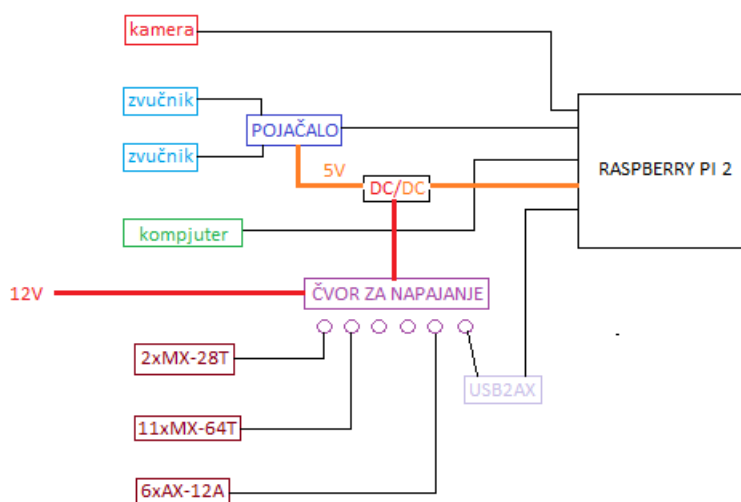 kamera
zvučnik
POJAČALO
zvučnik
5V
DC/DC
RASPBERRY PI 2
kompjuter
12V
ČVOR ZA NAPAJANJE
2xMX-28T
USB2AX
11xMX-64T
6xAX-12A